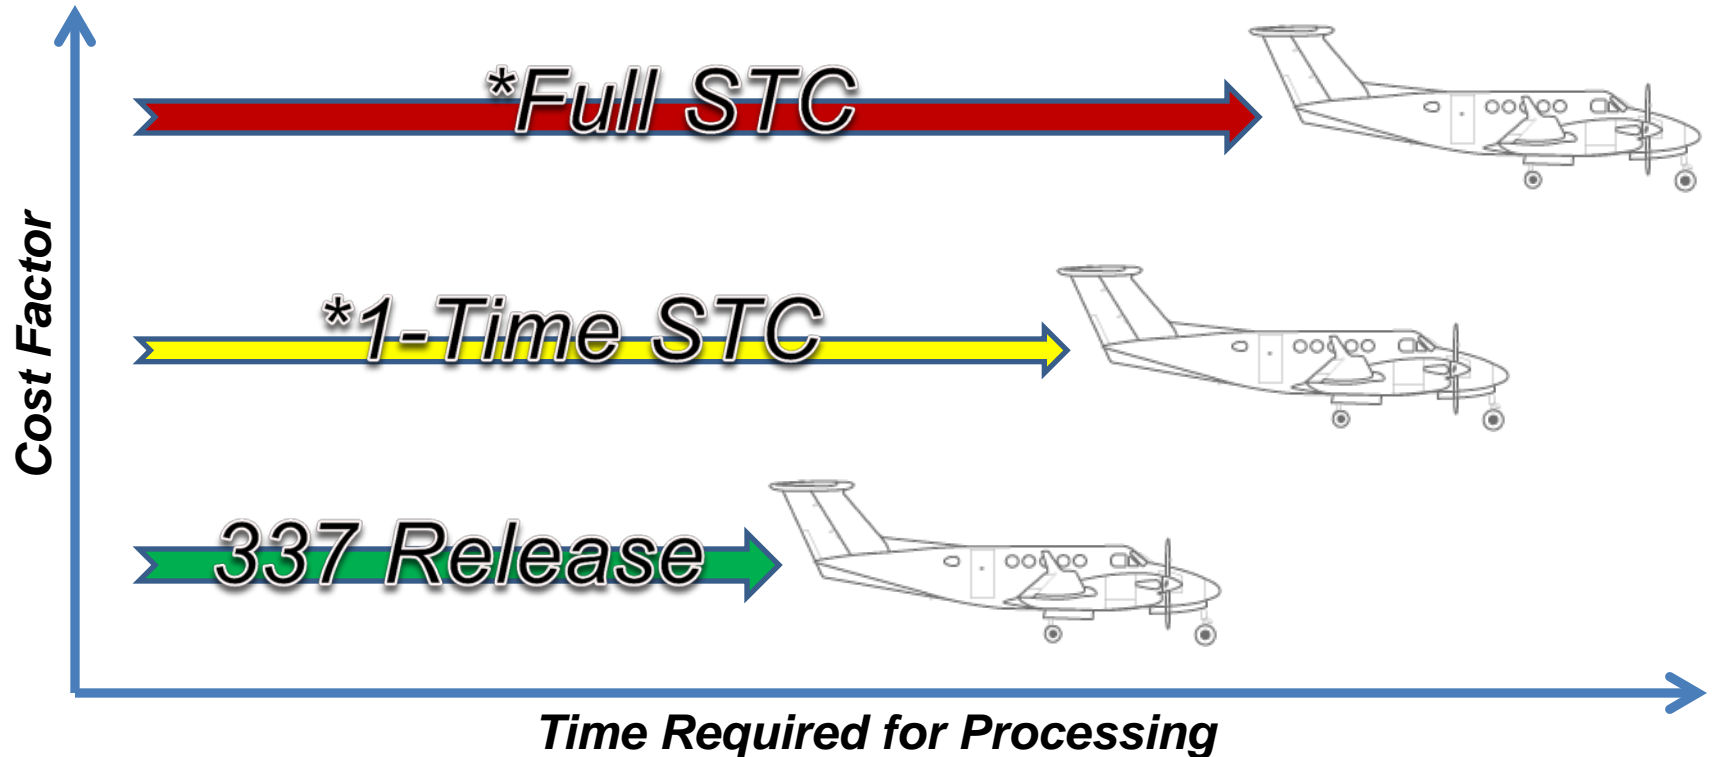 *Full STC
Cost Factor
*1-Time STC
337 Release
Time Required for Processing